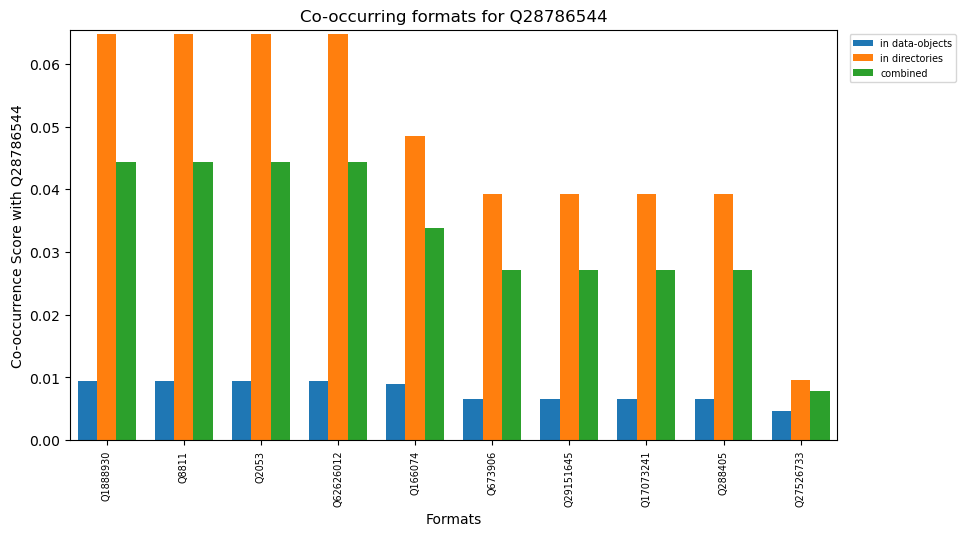 Co-occurring formats for Q28786544
in data-objects
in directories
combined
Co-occurrence Score with Q28786544
0.06
0.05
0.04
0.03
0.02
0.01
0.00
Q1888930
Q8811
Q2053
Q62626012
Q166074
Q673906
Q29151645
Q17073241
Q288405
Q27526733
Formats